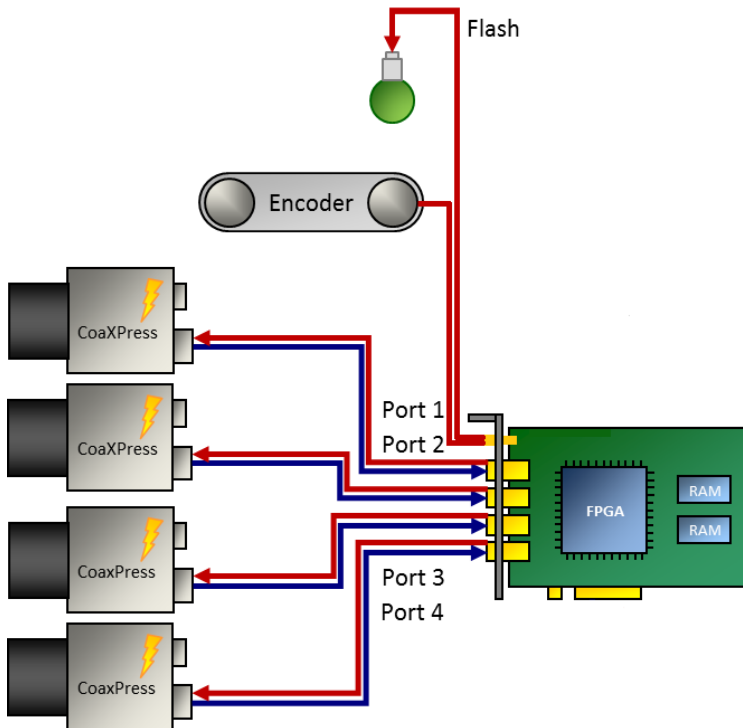 Flash
Encoder
CoaXPress
Port 1
CoaXPress
Port 2
RAM
FPGA
RAM
CoaxPress
Port 3
Port 4
CoaxPress